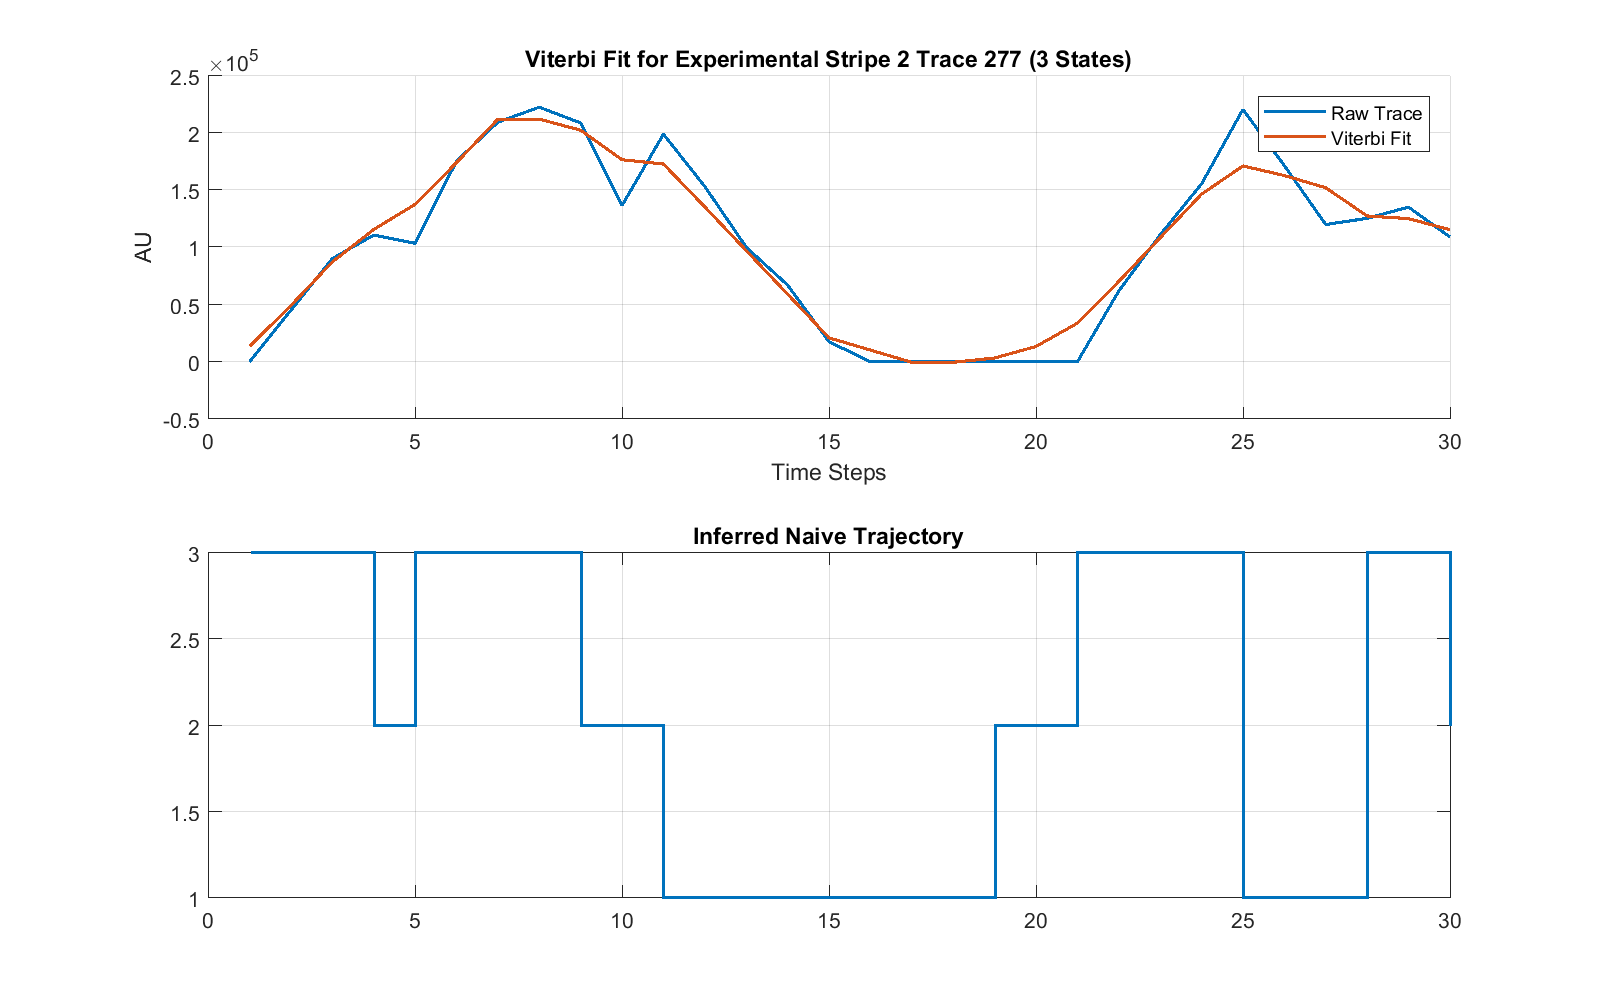 Viterbi Fit for Experimental Stripe 2 Trace 277 (3 States)
×10^5
2.5
2
1.5
1
0.5
0
-0.5
AU
Raw Trace
Viterbi Fit
0 5 10 15 20 25 30
Time Steps
Inferred Naive Trajectory
3
2.5
2
1.5
1
0 5 10 15 20 25 30